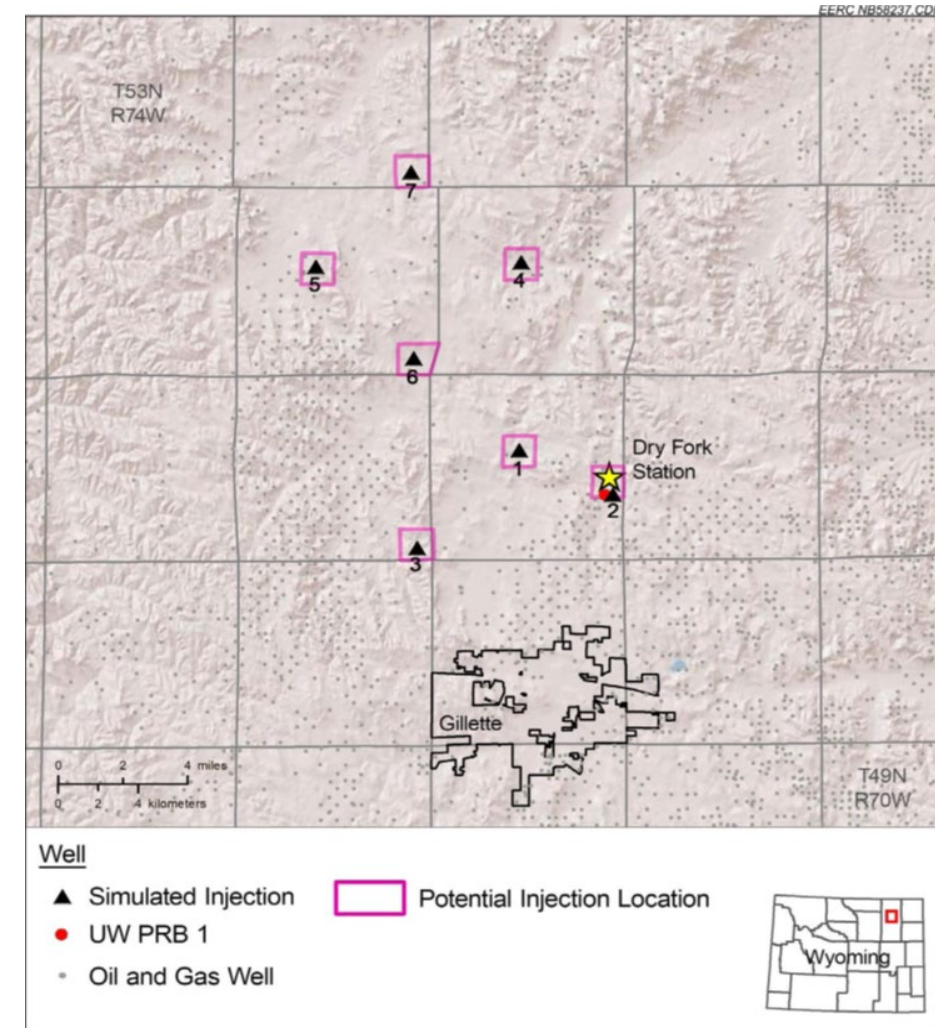 EERC NB58237.CD
T53N
R74W
7
5
4
6
1
Dry Fork
Station
2
3
Gillette
0 2 4 miles
0 2 4 kilometers
T49N
R70W
Well
Simulated Injection
Potential Injection Location
UW PRB 1
Oil and Gas Well
Wyoming